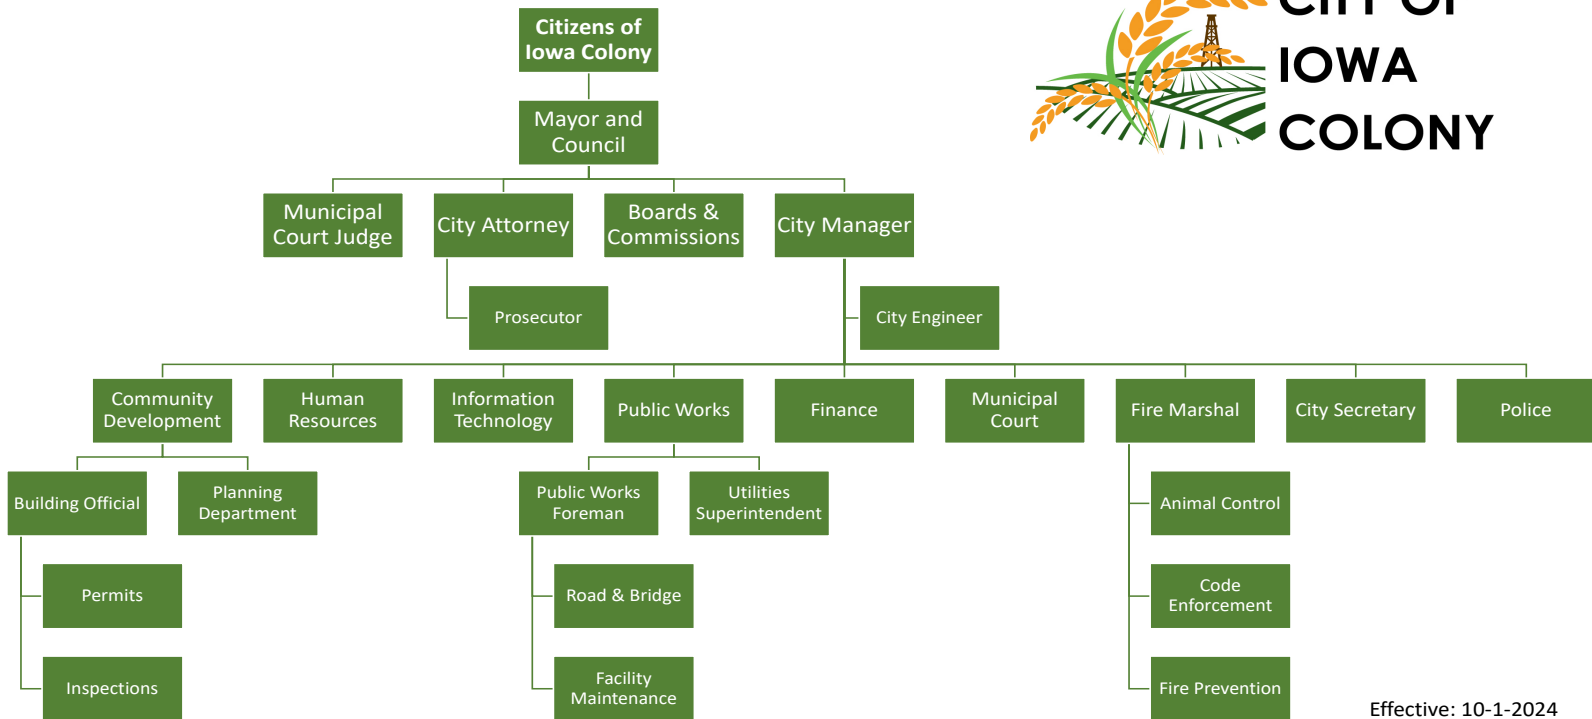 CITY OF
IOWA
COLONY
Citizens of
Iowa Colony
Mayor and
Council
Municipal
Court Judge
City Attorney
Boards &
Commissions
City Manager
Prosecutor
City Engineer
Community
Development
Human
Resources
Information
Technology
Public Works
Finance
Municipal
Court
Fire Marshal
City Secretary
Police
Building Official
Planning
Department
Public Works
Foreman
Utilities
Superintendent
Animal Control
Permits
Road & Bridge
Code
Enforcement
Inspections
Facility
Maintenance
Fire Prevention
Effective: 10-1-2024